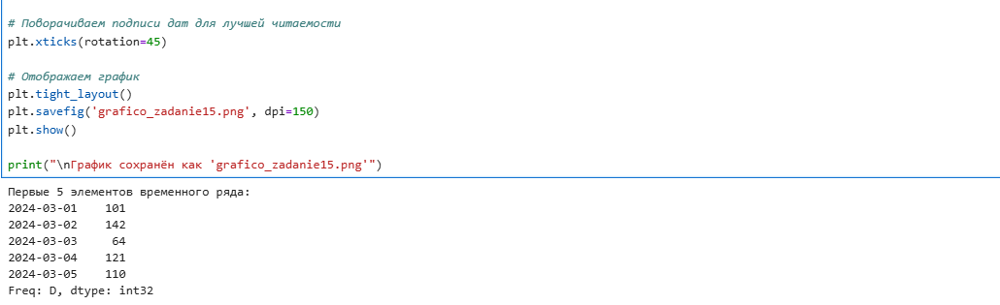 # Поворачиваем подписи дат для лучшей читаемости
plt.xticks(rotation=45)
# Отображаем график
plt.tight_layout()
plt.savefig('grafico_zadanie15.png', dpi=150)
plt.show()
print("\nГрафик сохранён как 'grafico_zadanie15.png'")
Первые 5 элементов временного ряда:
2024-03-01    101
2024-03-02    142
2024-03-03     64
2024-03-04    121
2024-03-05    110
Freq: D, dtype: int32